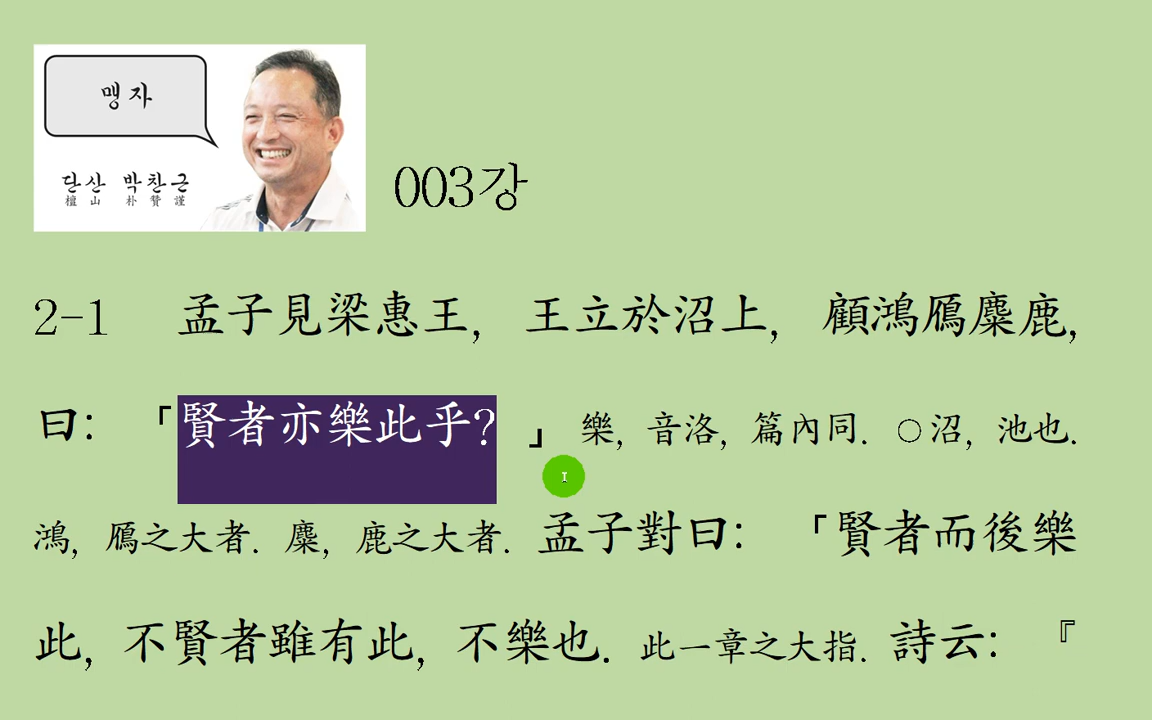 맹자
단산 박찬근
檀山 朴贊謹
003강
2-1 孟子見梁惠王, 王立於沼上, 顧鴻鴈麋鹿,
曰: 「賢者亦樂此乎? 」 樂, 音洛, 篇內同. ○沼, 池也.
鴻, 鴈之大者. 麋, 鹿之大者. 孟子對曰: 「賢者而後樂
此, 不賢者雖有此, 不樂也. 此一章之大指. 詩云: 『